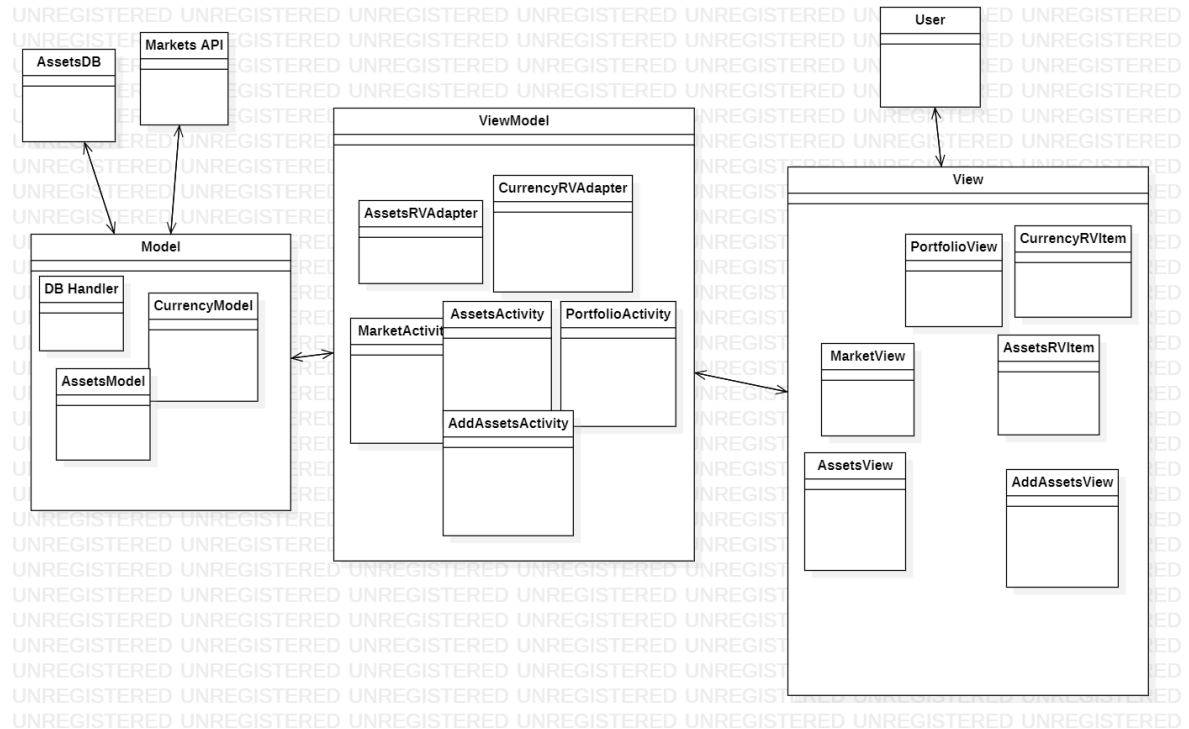 User
Markets API
AssetsDB
ViewModel
View
CurrencyRVAdapter
AssetsRVAdapter
CurrencyRVItem
PortfolioView
Model
DB Handler
CurrencyModel
AssetsActivity
PortfolioActivity
MarketActivit
AssetsRVItem
MarketView
AssetsModel
AddAssetsActivity
AssetsView
AddAssetsView
UNREGISTERED